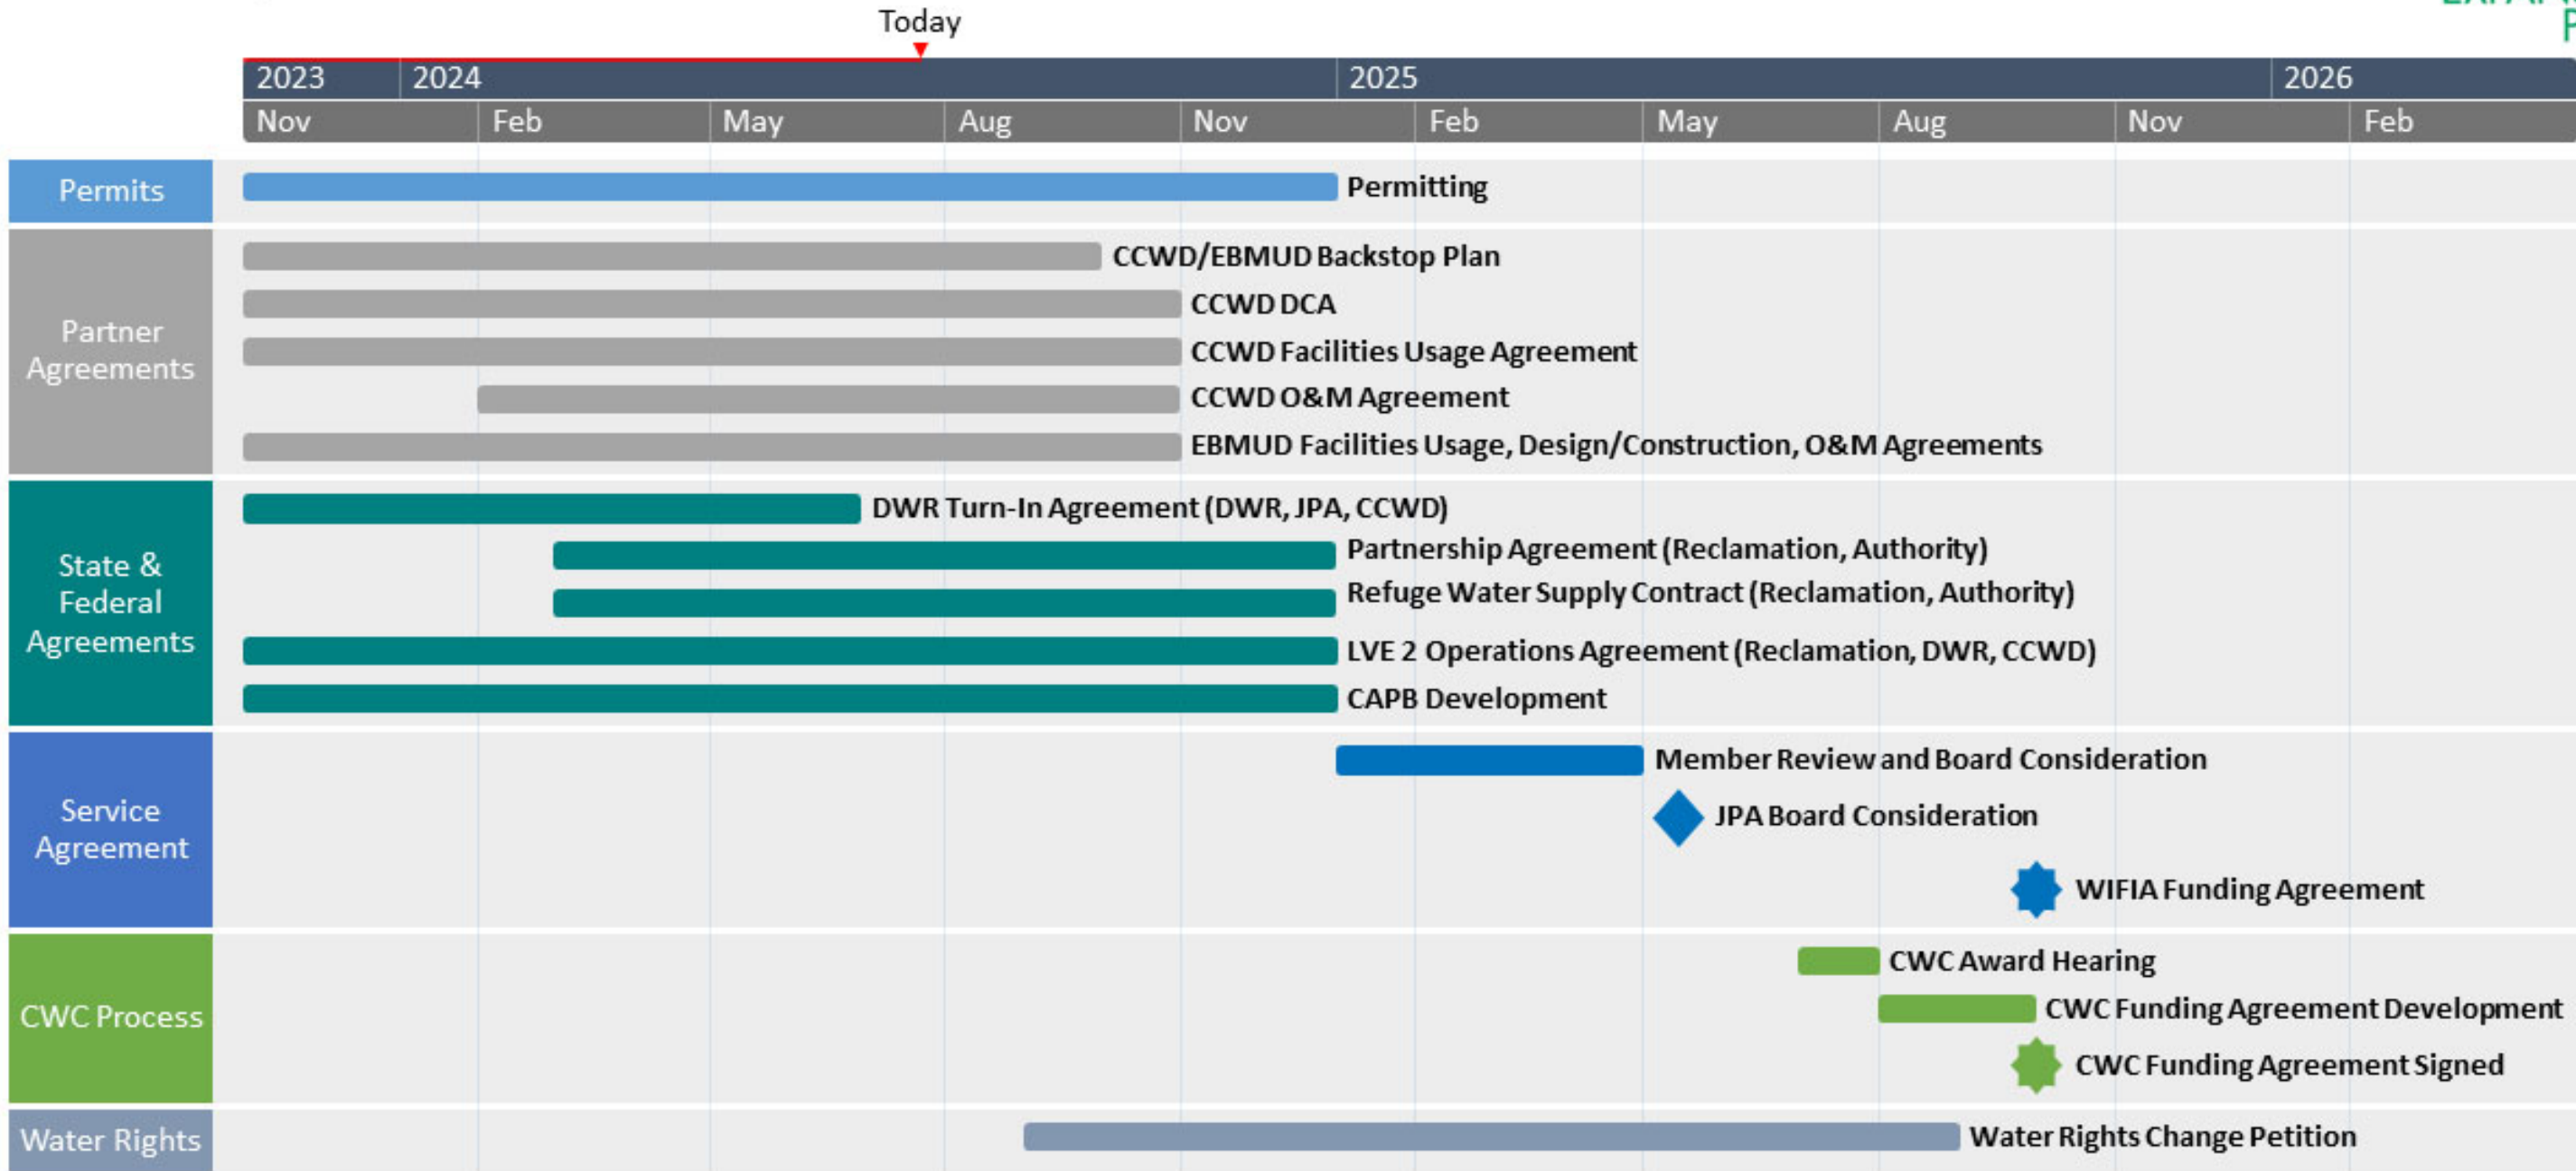 Today
2023 2024 2025 2026
Nov Feb May Aug Nov Feb May Aug Nov Feb
Permits
Permitting
Partner
Agreements
CCWD/EBMUD Backstop Plan
CCWD DCA
CCWD Facilities Usage Agreement
CCWD O&M Agreement
EBMUD Facilities Usage, Design/Construction, O&M Agreements
State &
Federal
Agreements
DWR Turn-In Agreement (DWR, JPA, CCWD)
Partnership Agreement (Reclamation, Authority)
Refuge Water Supply Contract (Reclamation, Authority)
LVE 2 Operations Agreement (Reclamation, DWR, CCWD)
CAPB Development
Service
Agreement
Member Review and Board Consideration
JPA Board Consideration
WIFIA Funding Agreement
CWC Process
CWC Award Hearing
CWC Funding Agreement Development
CWC Funding Agreement Signed
Water Rights
Water Rights Change Petition